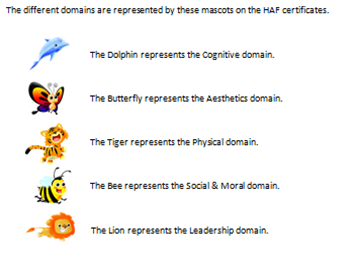 The different domains are represented by these mascots on the HAF certificates.
The Dolphin represents the Cognitive domain.
The Butterfly represents the Aesthetics domain.
The Tiger represents the Physical domain.
The Bee represents the Social & Moral domain.
The Lion represents the Leadership domain.